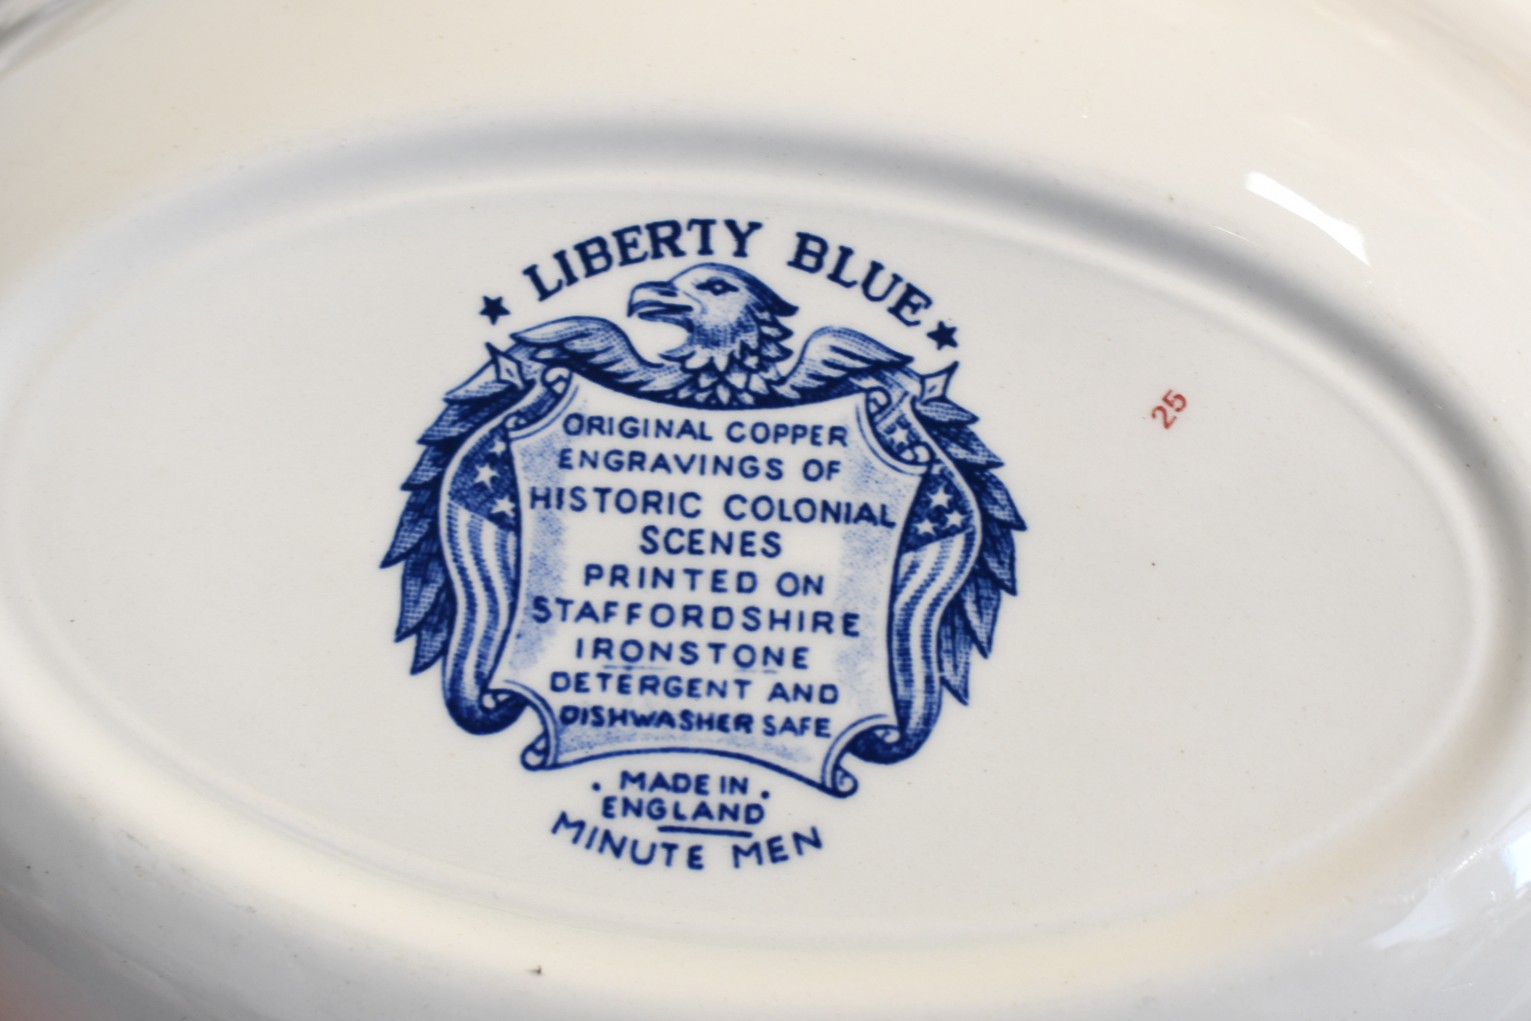 ★ LIBERTY BLUE ★
ORIGINAL COPPER
ENGRAVINGS OF
HISTORIC COLONIAL
SCENES
PRINTED ON
STAFFORDSHIRE
IRONSTONE
DETERGENT AND
DISHWASHER SAFE
· MADE IN ·
ENGLAND
MINUTE MEN
25